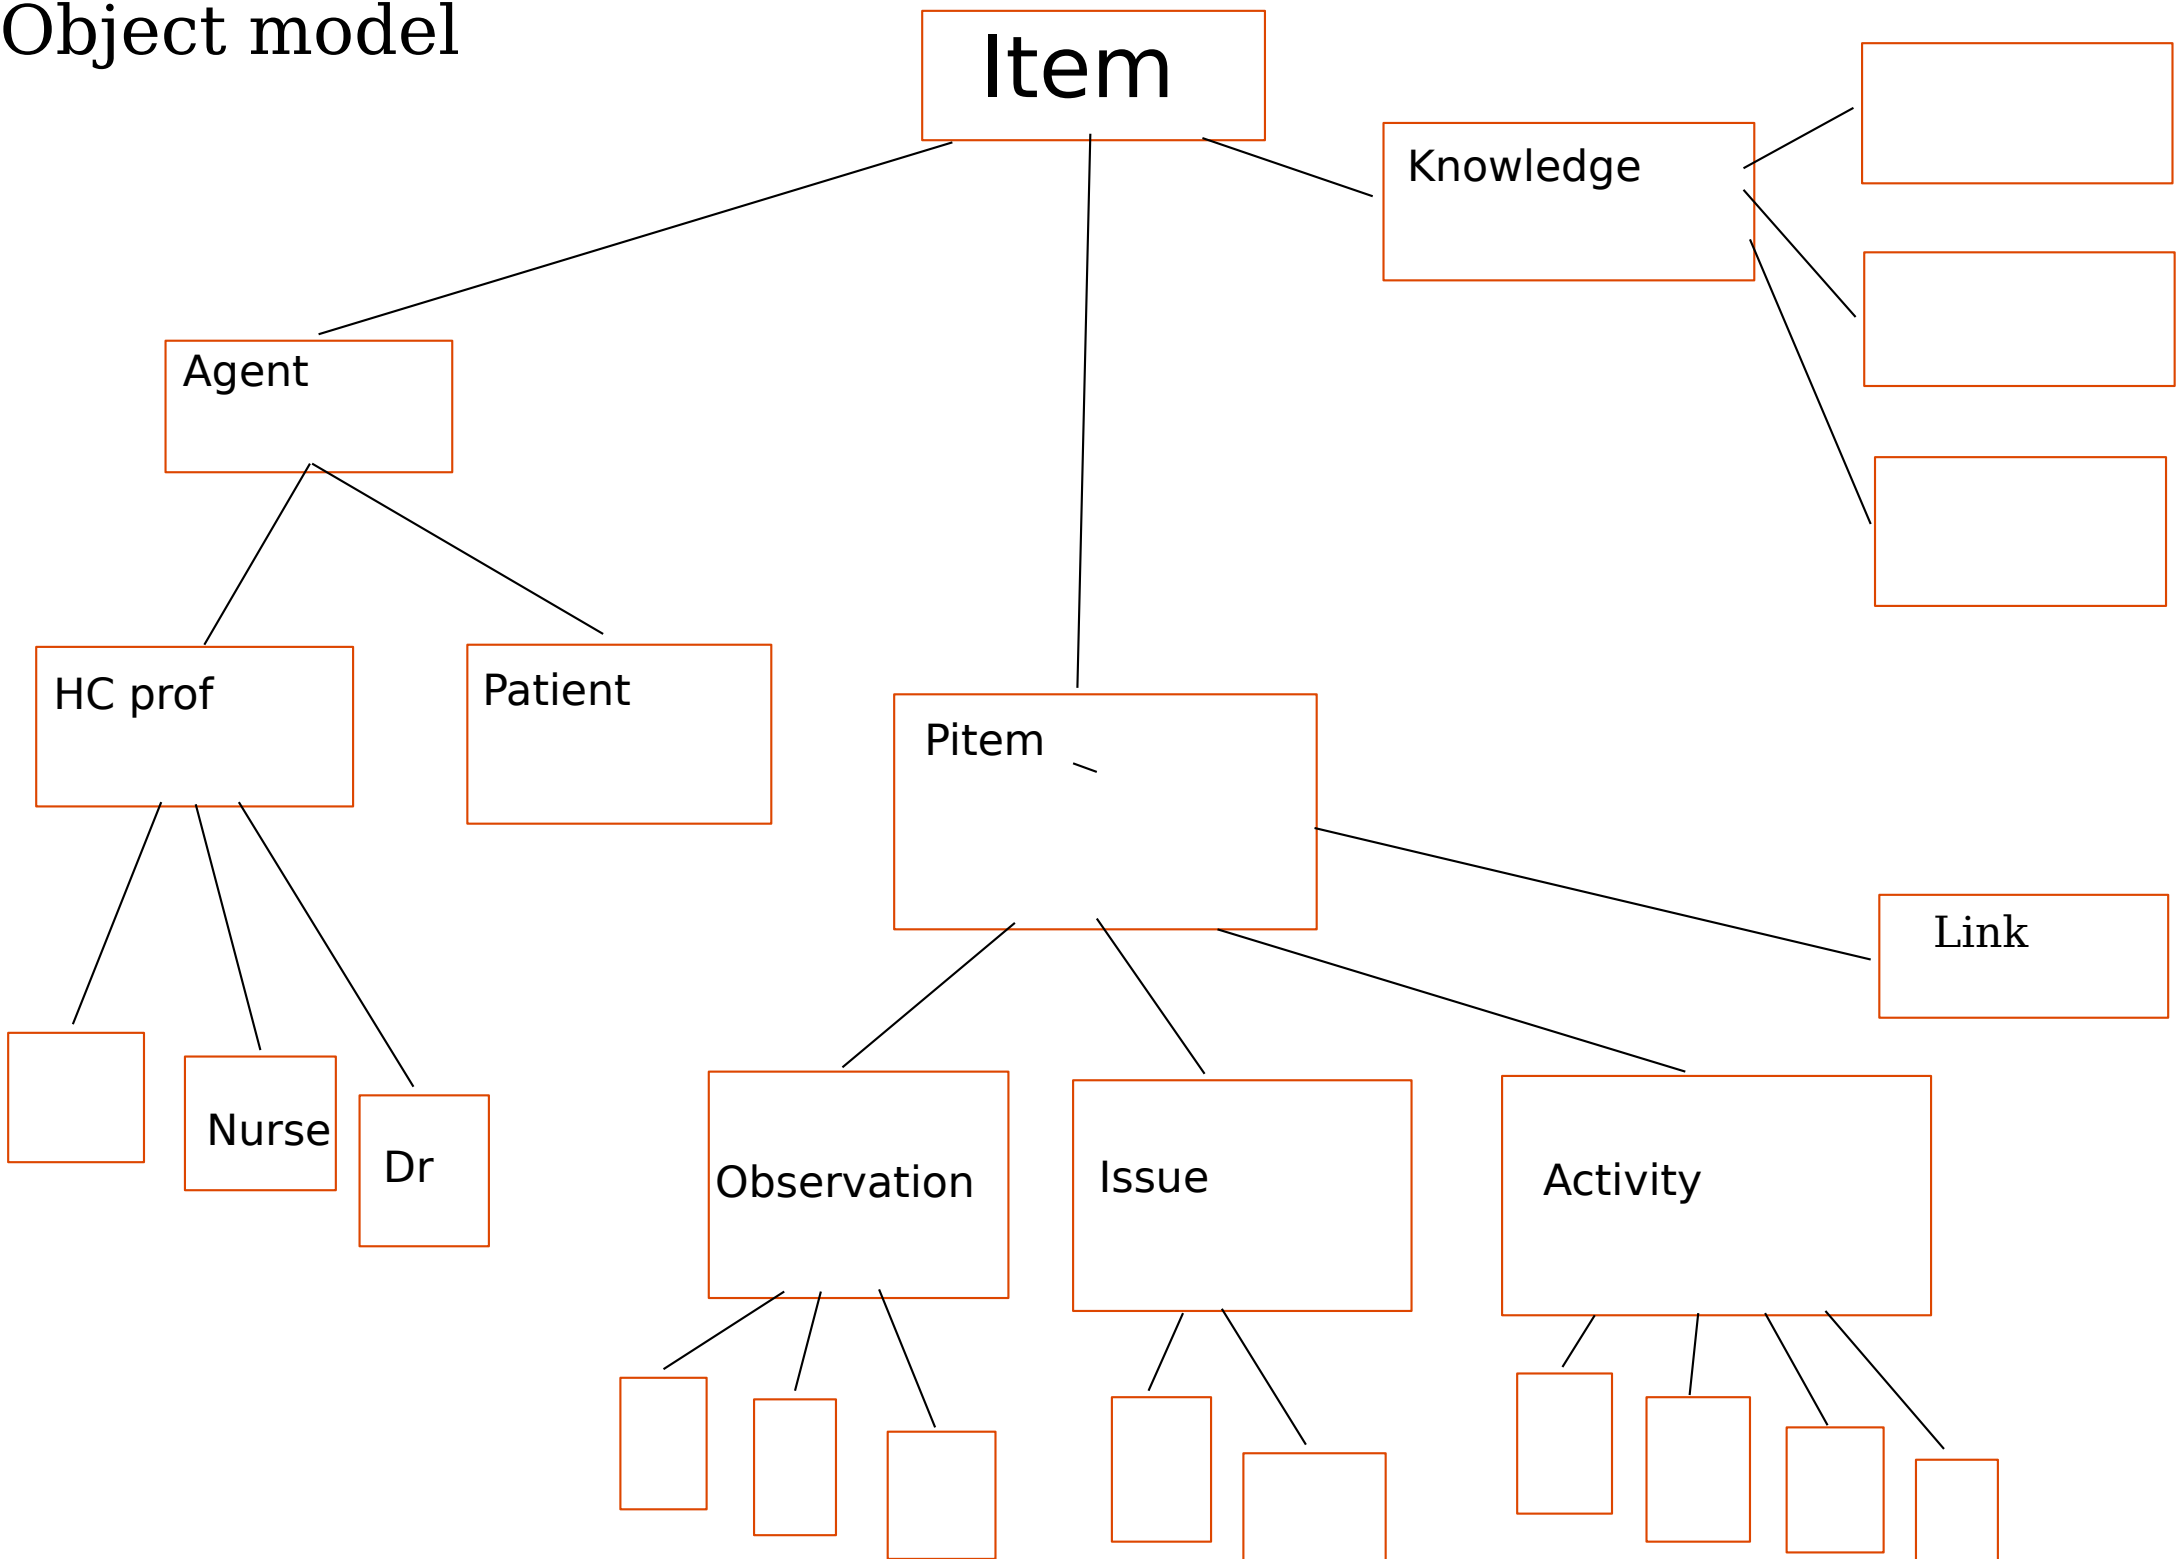 Object model
Item
Knowledge
Agent
HC prof
Patient
Pitem
Link
Nurse
Dr
Observation
Issue
Activity